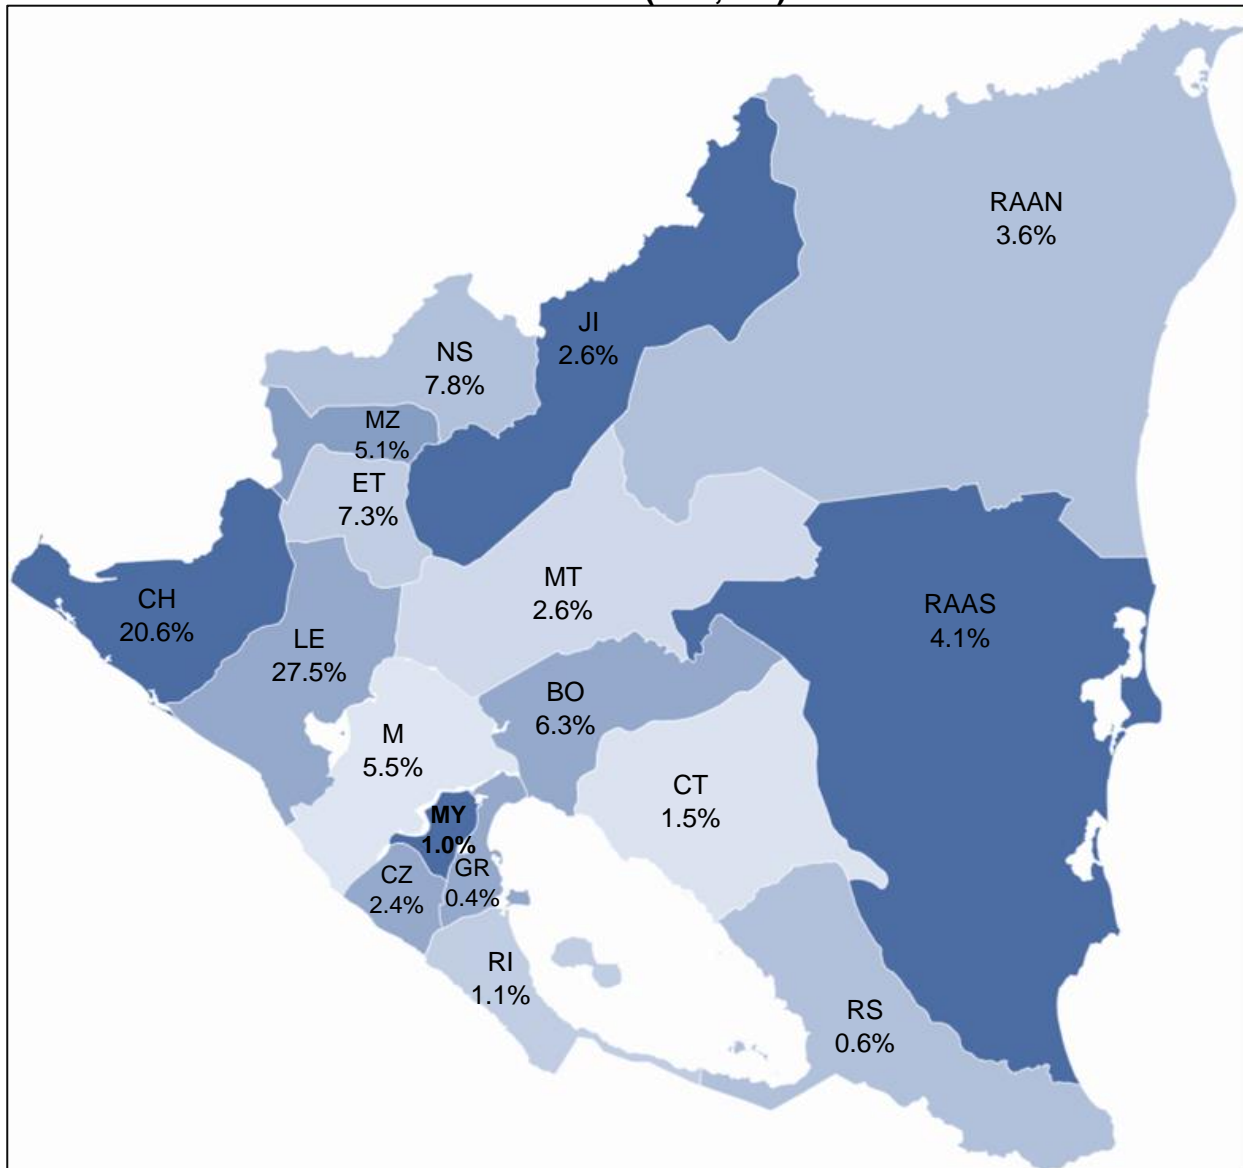 RAAN
3.6%
JI
2.6%
NS
7.8%
MZ
5.1%
ET
7.3%
MT
2.6%
CH
20.6%
RAAS
4.1%
LE
27.5%
BO
6.3%
M
5.5%
CT
1.5%
MY
1.0%
GR
0.4%
CZ
2.4%
RI
1.1%
RS
0.6%